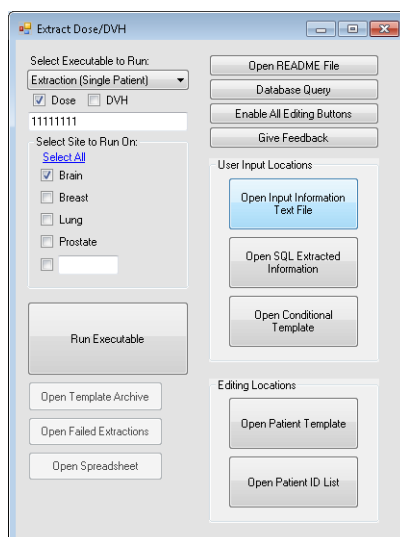 Extract Dose/DVH
Select Executable to Run:
Extraction (Single Patient)
Dose DVH
11111111
Select Site to Run On:
Select All
Brain
Breast
Lung
Prostate
Run Executable
Open Template Archive
Open Failed Extractions
Open Spreadsheet
Open README File
Database Query
Enable All Editing Buttons
Give Feedback
User Input Locations
Open Input Information
Text File
Open SQL Extracted
Information
Open Conditional
Template
Editing Locations
Open Patient Template
Open Patient ID List